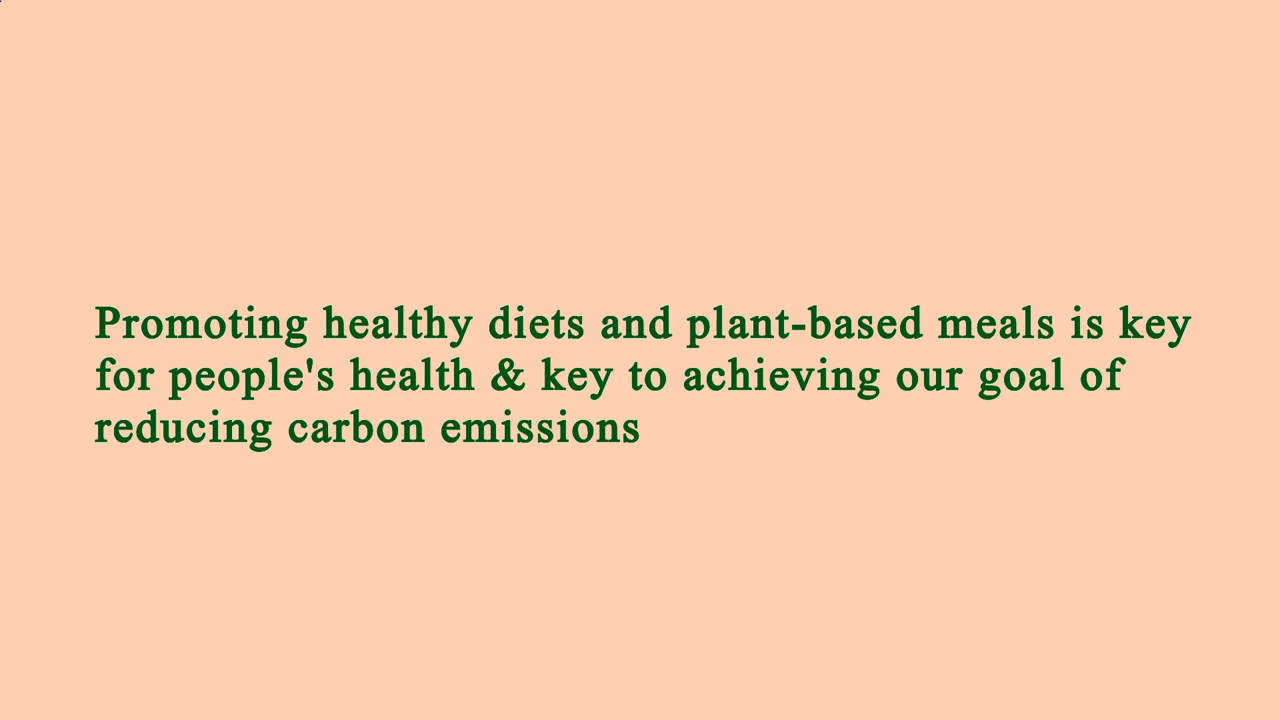 Promoting healthy diets and plant-based meals is key
for people's health & key to achieving our goal of
reducing carbon emissions